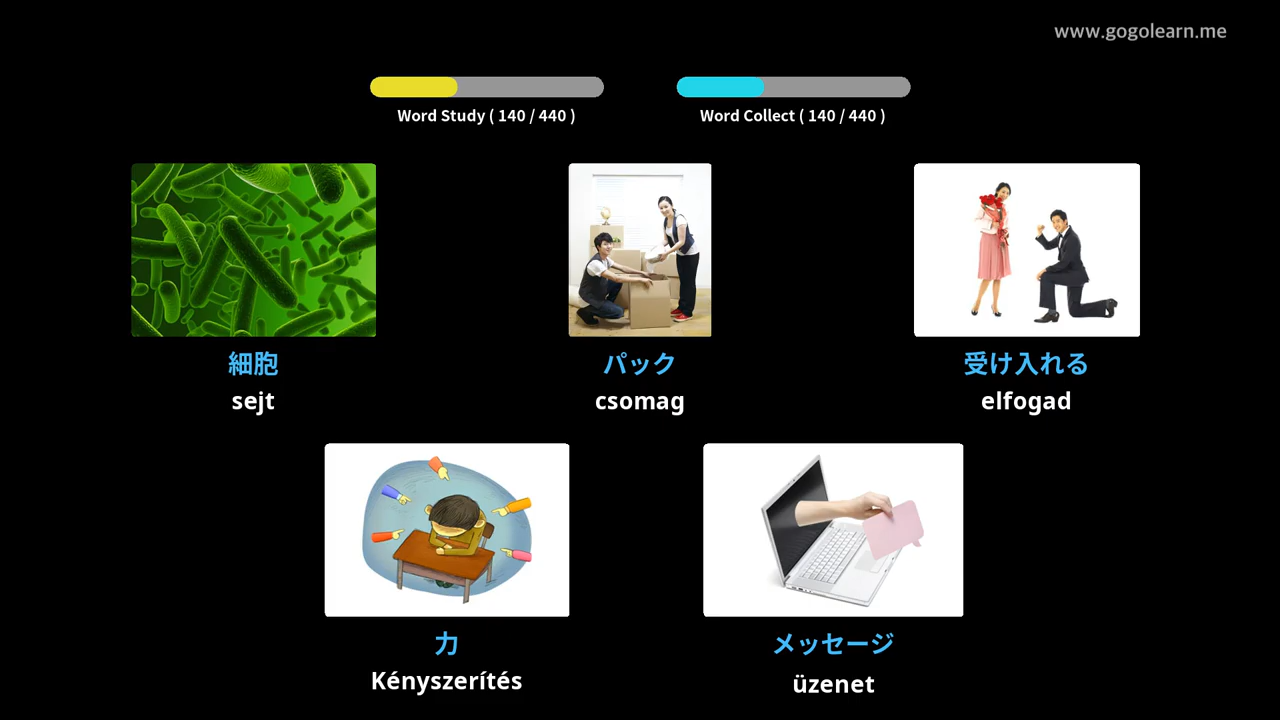 www.gogolearn.me
Word Study ( 140 / 440 )
Word Collect ( 140 / 440 )
細胞
パック
受け入れる
sejt
csomag
elfogad
力
メッセージ
Kényszerítés
üzenet